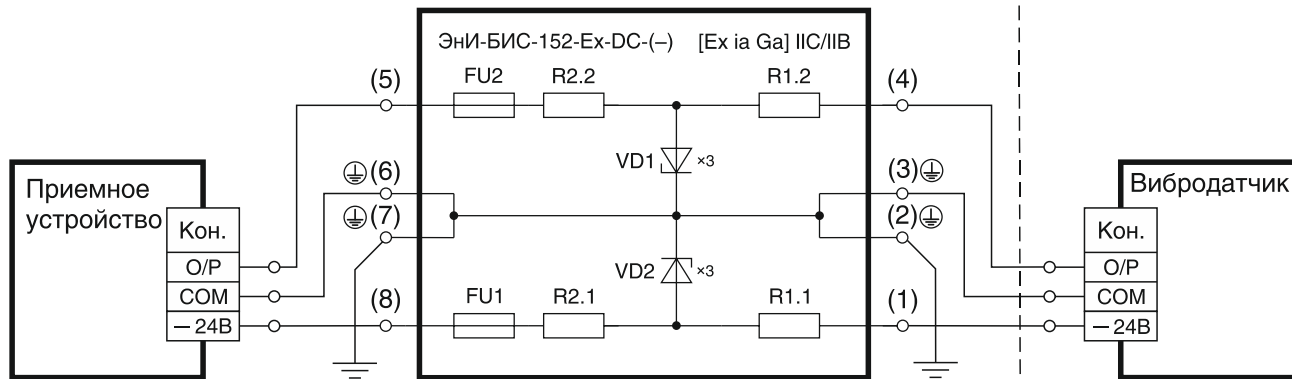 ЭнИ-БИС-152-Ex-DC-(–) [Ex ia Ga] IIC/IIB
(5) FU2 R2.2 R1.2 (4)
VD1 ×3
(6) (3)
Приемное
устройство
Вибродатчик
(7) (2)
Кон. Кон.
O/P O/P
VD2 ×3
COM COM
(8) FU1 R2.1 R1.1 (1)
–24В –24В